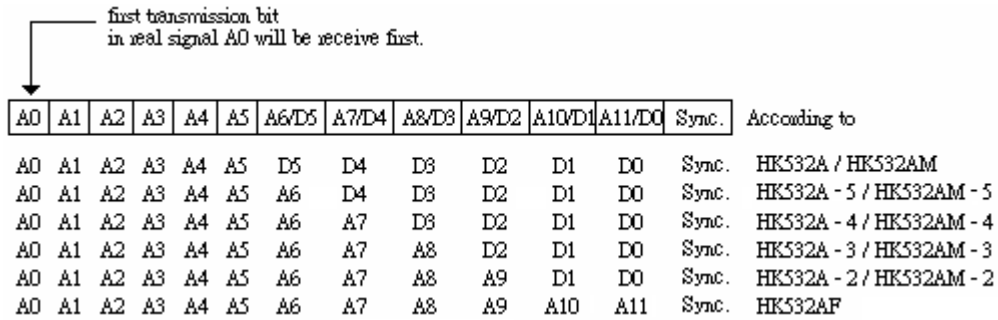 first transmission bit
in real signal A0 will be receive first.
A0 A1 A2 A3 A4 A5 A6/D5 A7/D4 A8/D3 A9/D2 A10/D1 A11/D0 Sync. According to
A0 A1 A2 A3 A4 A5 D5 D4 D3 D2 D1 D0 Sync. HK532A / HK532AM
A0 A1 A2 A3 A4 A5 A6 D4 D3 D2 D1 D0 Sync. HK532A - 5 / HK532AM - 5
A0 A1 A2 A3 A4 A5 A6 A7 D3 D2 D1 D0 Sync. HK532A - 4 / HK532AM - 4
A0 A1 A2 A3 A4 A5 A6 A7 A8 D2 D1 D0 Sync. HK532A - 3 / HK532AM - 3
A0 A1 A2 A3 A4 A5 A6 A7 A8 A9 D1 D0 Sync. HK532A - 2 / HK532AM - 2
A0 A1 A2 A3 A4 A5 A6 A7 A8 A9 A10 A11 Sync. HK532AF